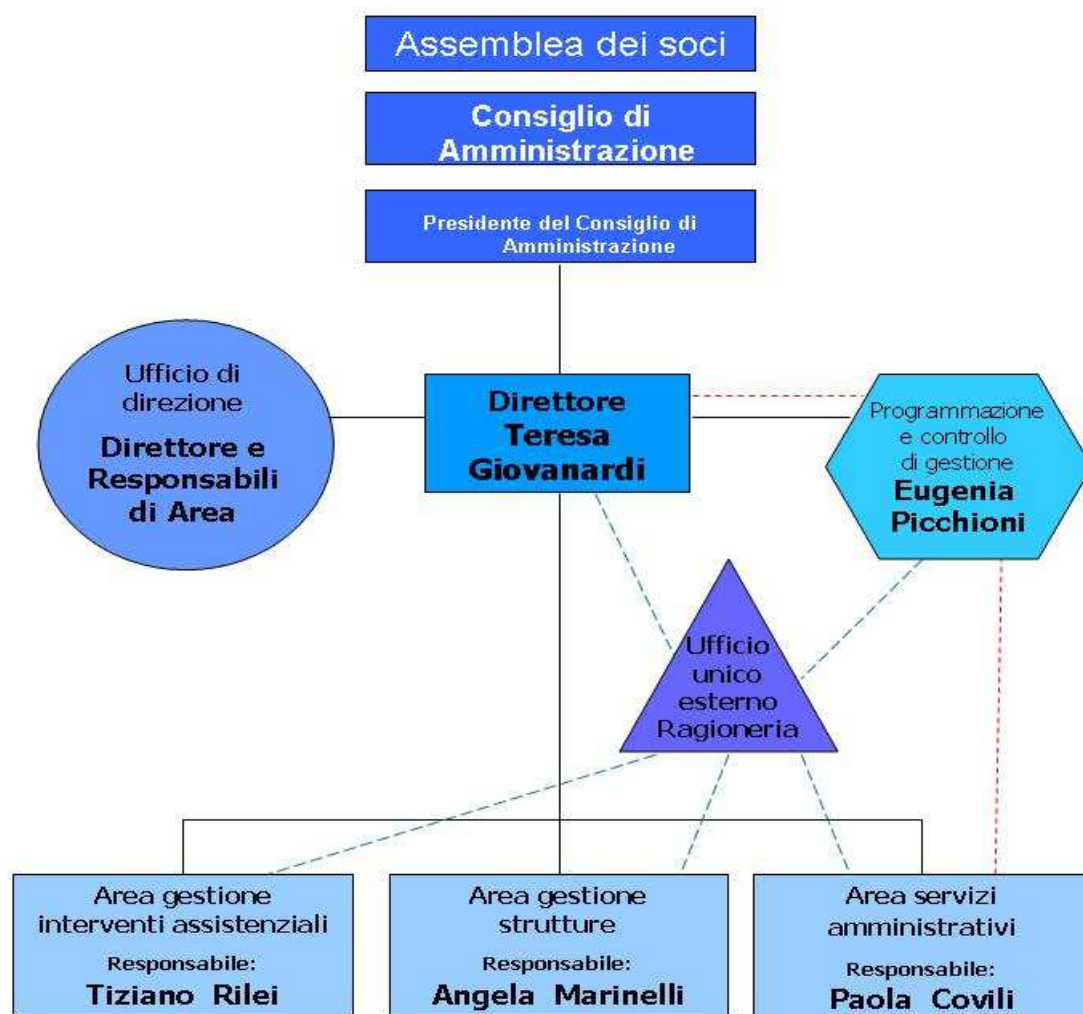 Assemblea dei soci
Consiglio di
Amministrazione
Presidente del Consiglio di
Amministrazione
Ufficio di
direzione
Direttore e
Responsabili
di Area
Direttore
Teresa
Giovanardi
Programmazione
e controllo
di gestione
Eugenia
Picchioni
Ufficio
unico
esterno
Ragioneria
Area gestione
interventi assistenziali
Responsabile:
Tiziano Rilei
Area gestione
strutture
Responsabile:
Angela Marinelli
Area servizi
amministrativi
Responsabile:
Paola Covili